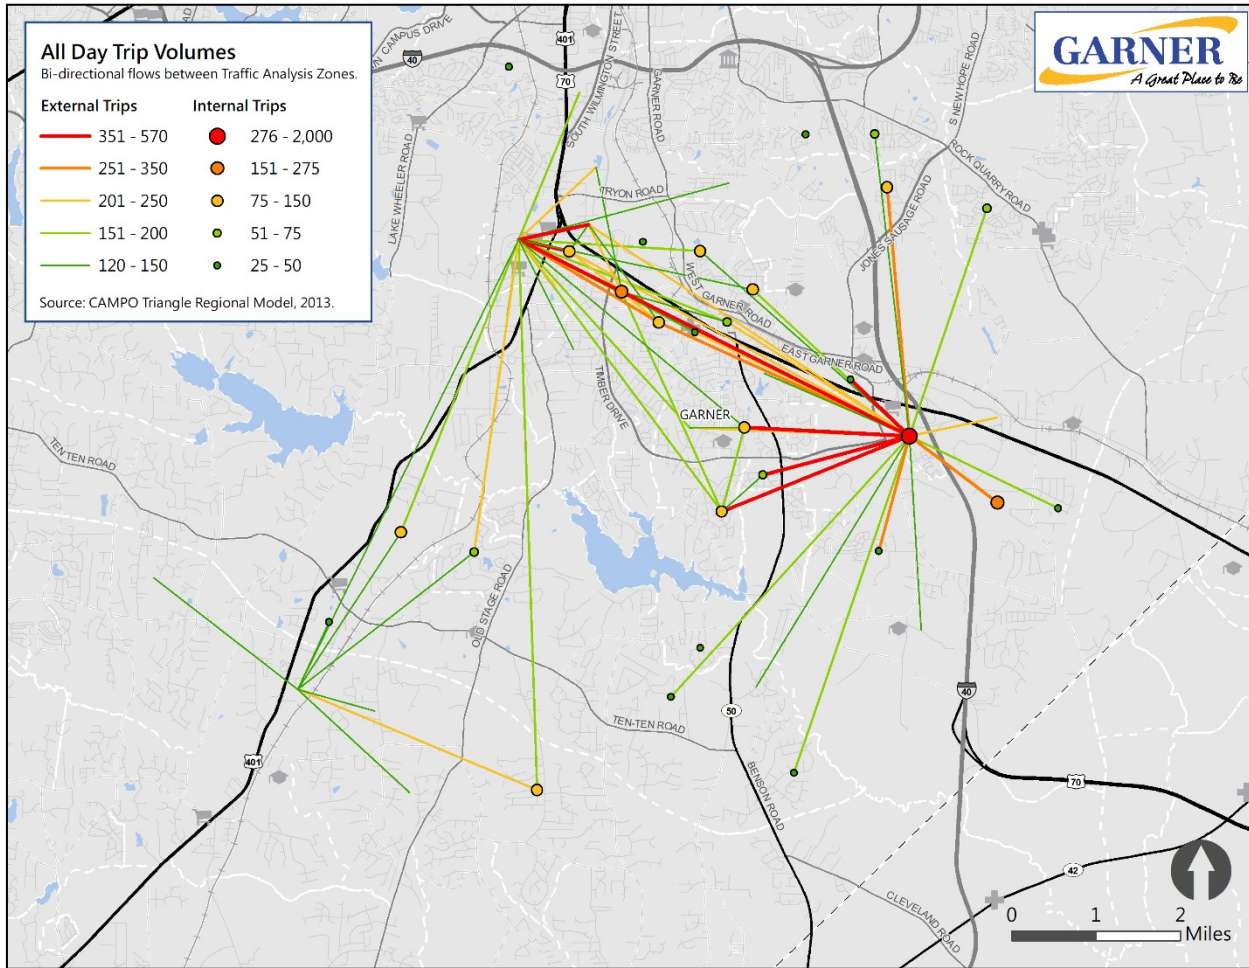 All Day Trip Volumes
Bi-directional flows between Traffic Analysis Zones.
External Trips
Internal Trips
351 - 570
276 - 2,000
251 - 350
151 - 275
201 - 250
75 - 150
151 - 200
51 - 75
120 - 150
25 - 50
Source: CAMPO Triangle Regional Model, 2013.
GARNER
A Great Place to Be
CAMPUS DRIVE
40
401
70
SOUTH WILMINGTON STREET
GARNER ROAD
LAKE WHEELER ROAD
S NEW HOPE ROAD
ROCK QUARRY ROAD
JONES SAUSAGE ROAD
TRYON ROAD
WEST GARNER ROAD
EAST GARNER ROAD
TIMBER DRIVE
GARNER
TEN TEN ROAD
OLD STAGE ROAD
TEN-TEN ROAD
50
40
401
BENSON ROAD
70
42
CLEVELAND ROAD
0 1 2
Miles